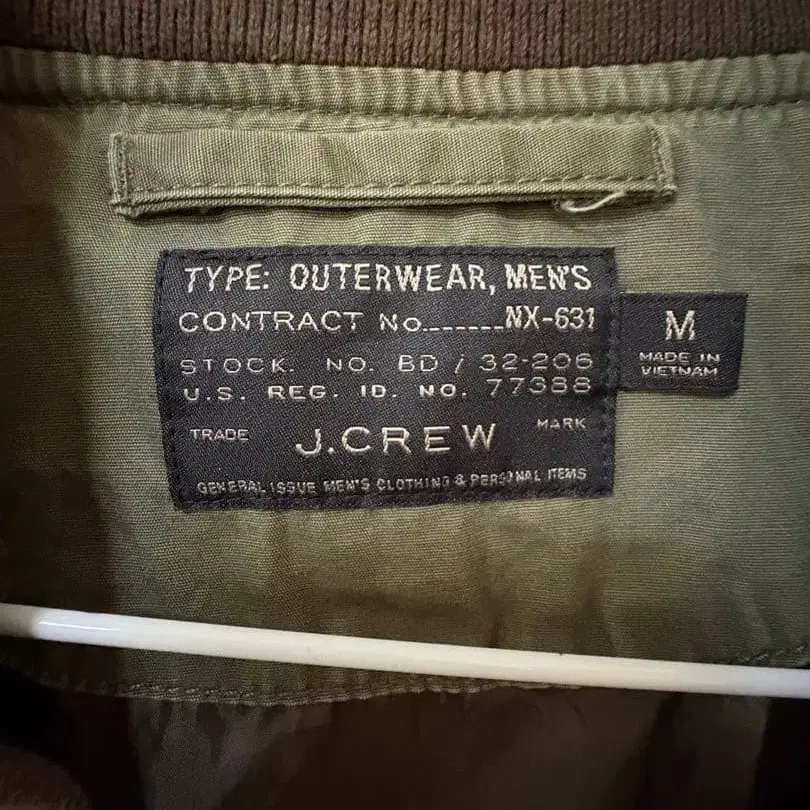 TYPE: OUTERWEAR, MEN'S
CONTRACT No.......NX-631
STOCK. NO. BD / 32-206
U.S. REG. ID. NO. 77388
TRADE J.CREW MARK
GENERAL ISSUE MEN'S CLOTHING & PERSONAL ITEMS
M
MADE IN
VIETNAM